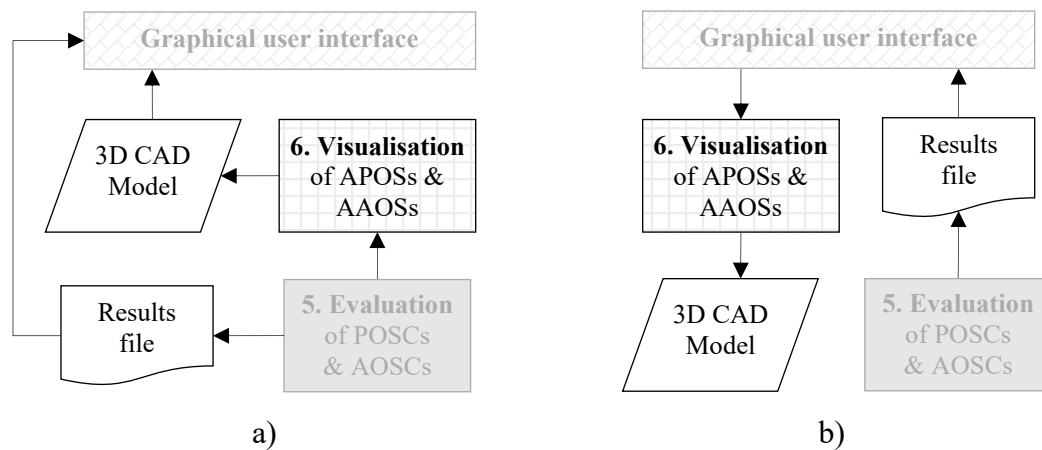 Graphical user interface
3D CAD
Model
6. Visualisation
of APOSs &
AAOSs
Results
file
5. Evaluation
of POSCs
& AOSCs
a)
Graphical user interface
6. Visualisation
of APOSs &
AAOSs
Results
file
3D CAD
Model
5. Evaluation
of POSCs
& AOSCs
b)